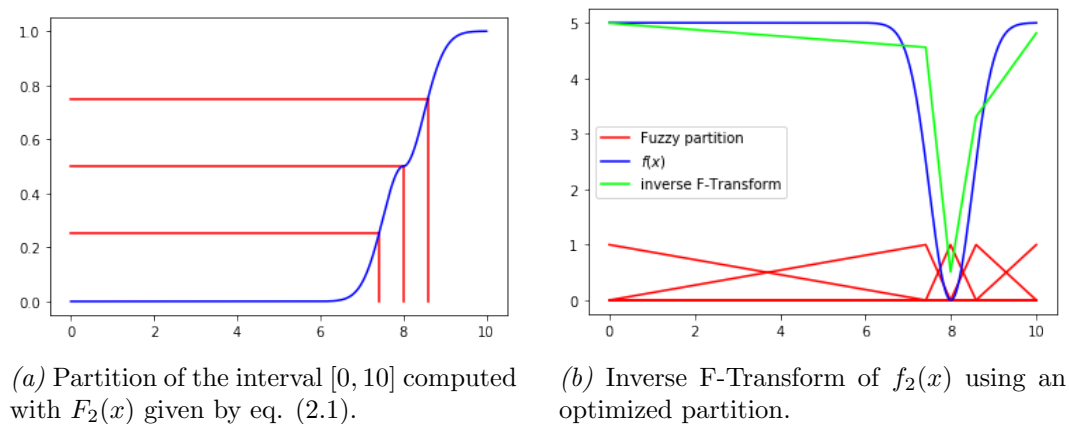 1.0
0.8
0.6
0.4
0.2
0.0
0 2 4 6 8 10
5
4
3
2
1
0
0 2 4 6 8 10
Fuzzy partition
f(x)
inverse F-Transform
(a) Partition of the interval [0, 10] computed
with F₂(x) given by eq. (2.1).
(b) Inverse F-Transform of f₂(x) using an
optimized partition.